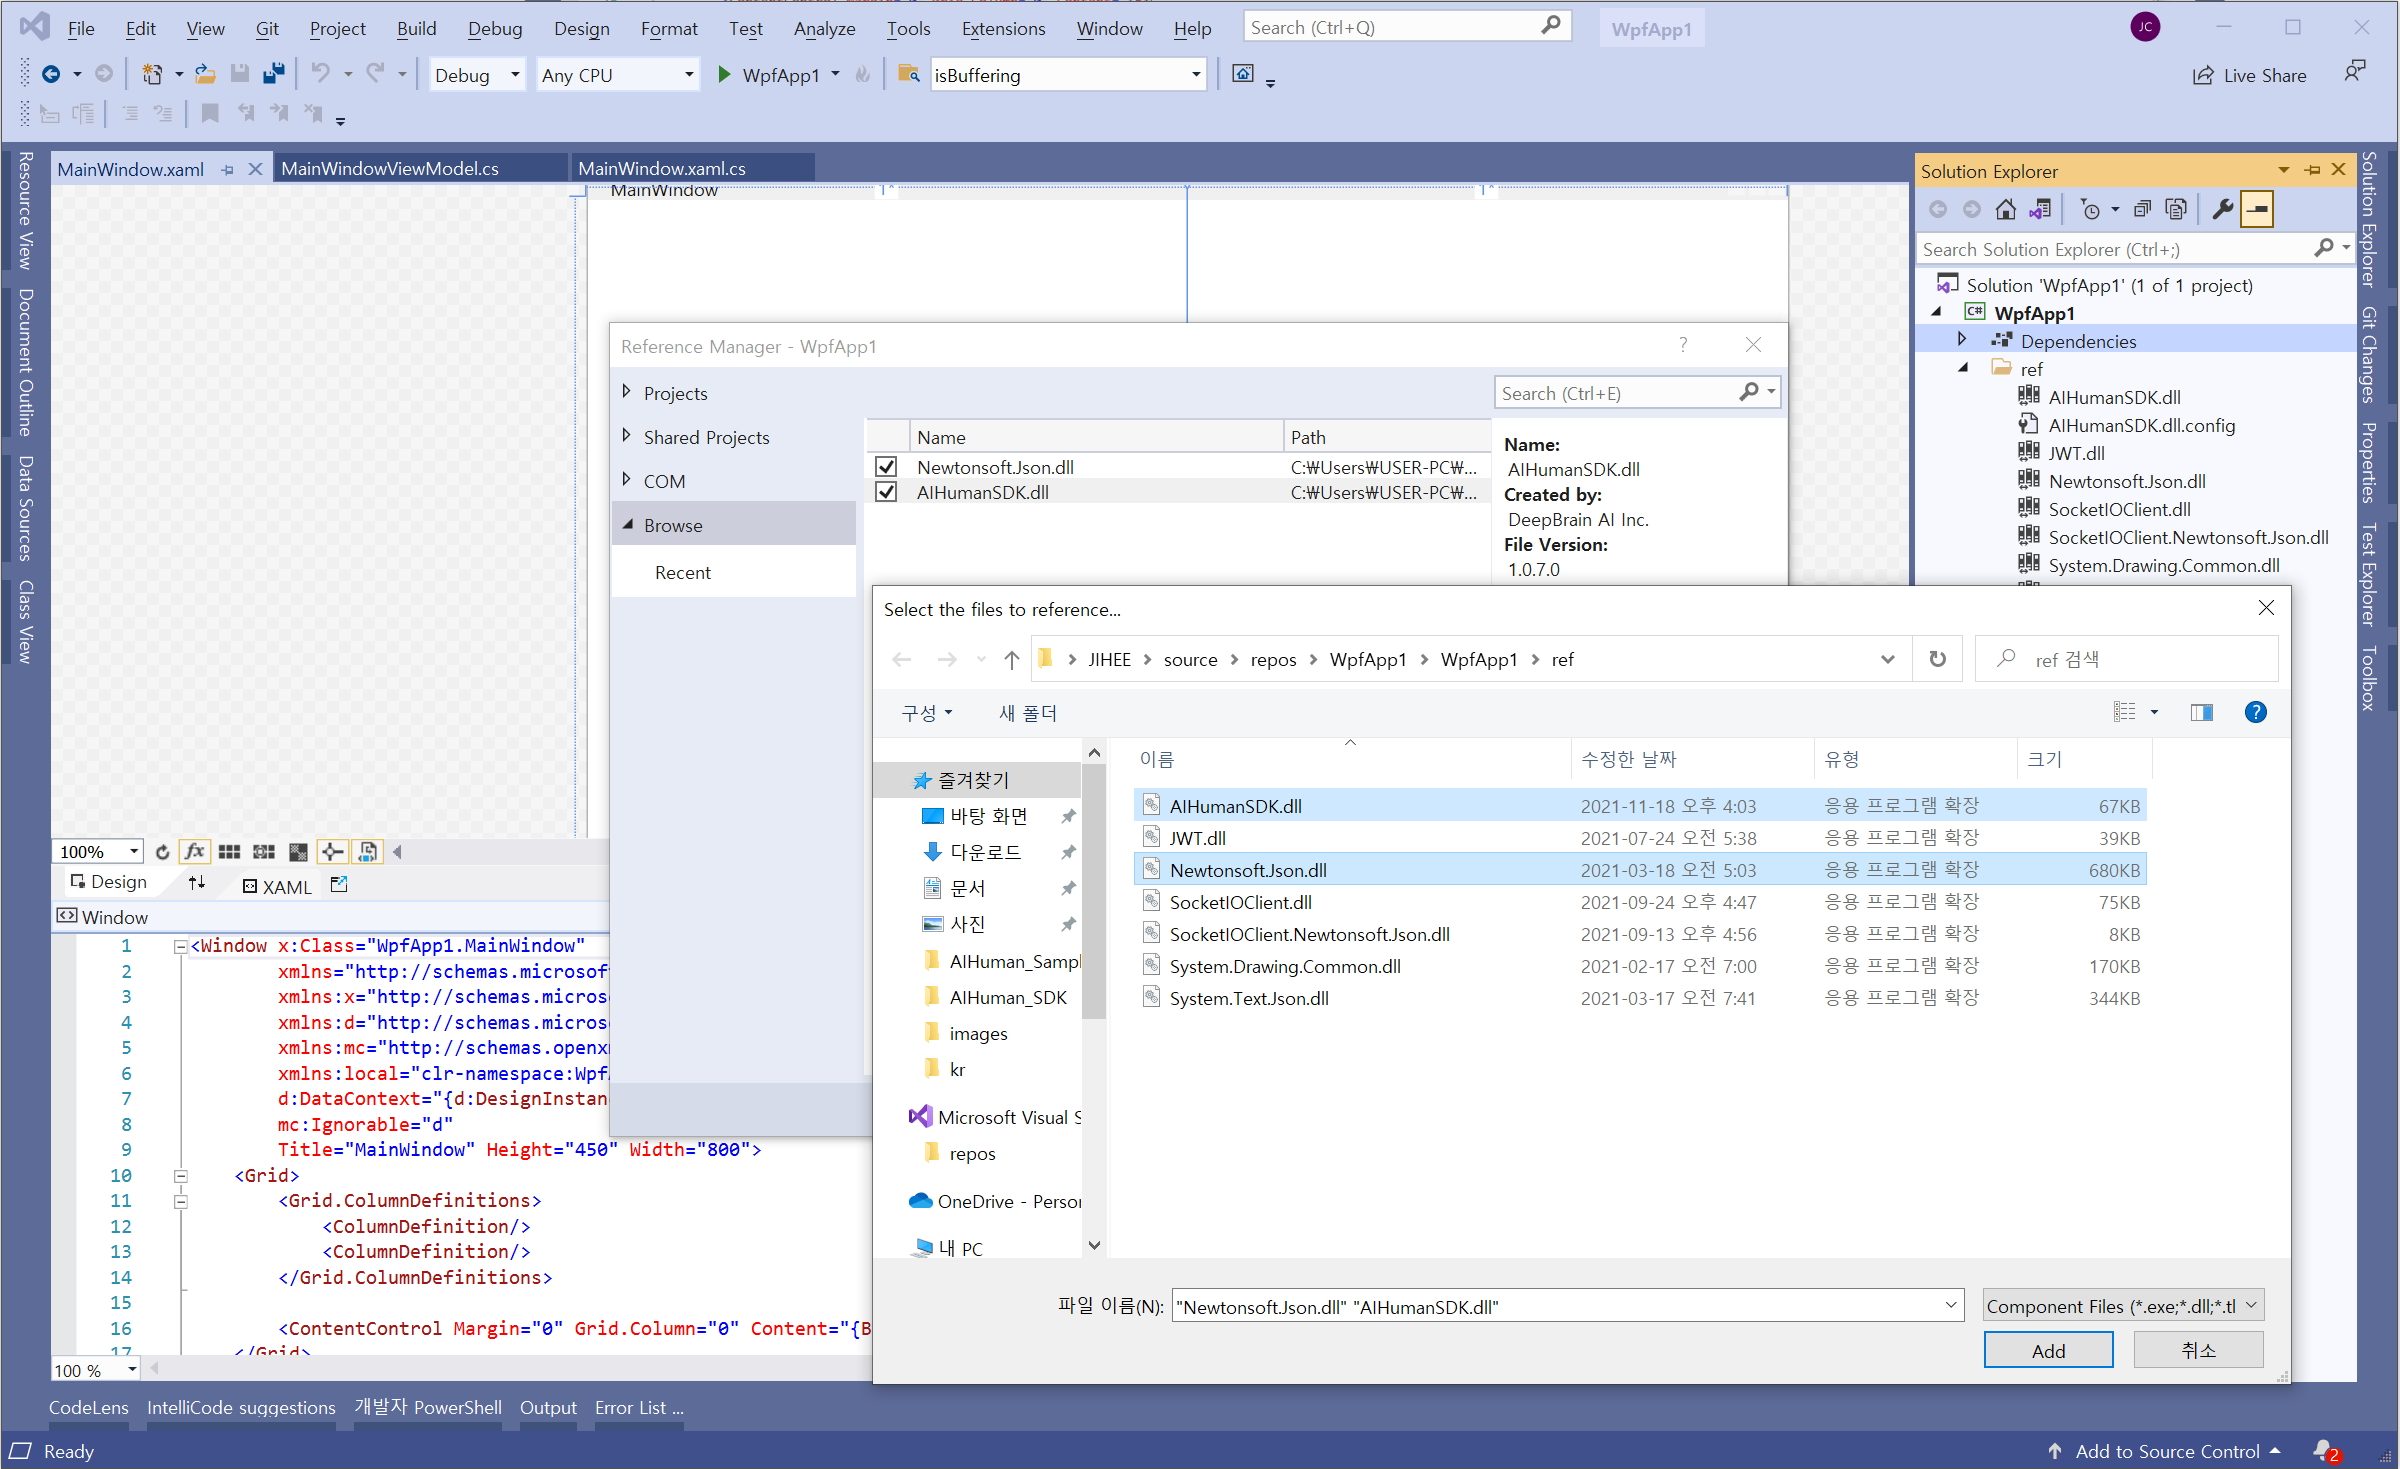 File Edit View Git Project Build Debug Design Format Test Analyze Tools Extensions Window Help Search (Ctrl+Q) WpfApp1 JC
Debug Any CPU WpfApp1 isBuffering Live Share
MainWindow.xaml MainWindowViewModel.cs MainWindow.xaml.cs
Resource View
Document Outline
Data Sources
Class View
MainWindow
Solution Explorer
Search Solution Explorer (Ctrl+;)
Solution 'WpfApp1' (1 of 1 project)
C# WpfApp1
Dependencies
ref
AIHumanSDK.dll
AIHumanSDK.dll.config
JWT.dll
Newtonsoft.Json.dll
SocketIOClient.dll
SocketIOClient.Newtonsoft.Json.dll
System.Drawing.Common.dll
Solution Explorer
Git Changes
Properties
Test Explorer
Toolbox
Reference Manager - WpfApp1 ?
Projects
Shared Projects
COM
Browse
Recent
Search (Ctrl+E)
Name Path
Newtonsoft.Json.dll C:₩Users₩USER-PC₩...
AIHumanSDK.dll C:₩Users₩USER-PC₩...
Name:
AIHumanSDK.dll
Created by:
DeepBrain AI Inc.
File Version:
1.0.7.0
Select the files to reference...
JIHEE > source > repos > WpfApp1 > WpfApp1 > ref ref 검색
구성 새 폴더 ?
즐겨찾기
바탕 화면
다운로드
문서
사진
AIHuman_Sampl
AIHuman_SDK
images
kr
Microsoft Visual S
repos
OneDrive - Person
내 PC
이름 수정한 날짜 유형 크기
AIHumanSDK.dll 2021-11-18 오후 4:03 응용 프로그램 확장 67KB
JWT.dll 2021-07-24 오전 5:38 응용 프로그램 확장 39KB
Newtonsoft.Json.dll 2021-03-18 오전 5:03 응용 프로그램 확장 680KB
SocketIOClient.dll 2021-09-24 오후 4:47 응용 프로그램 확장 75KB
SocketIOClient.Newtonsoft.Json.dll 2021-09-13 오후 4:56 응용 프로그램 확장 8KB
System.Drawing.Common.dll 2021-02-17 오전 7:00 응용 프로그램 확장 170KB
System.Text.Json.dll 2021-03-17 오전 7:41 응용 프로그램 확장 344KB
파일 이름(N): "Newtonsoft.Json.dll" "AIHumanSDK.dll" Component Files (*.exe;*.dll;*.tl
Add 취소
100% fx
Design XAML
Window
1 <Window x:Class="WpfApp1.MainWindow"
2 xmlns="http://schemas.microsoft
3 xmlns:x="http://schemas.micros
4 xmlns:d="http://schemas.micros
5 xmlns:mc="http://schemas.openxm
6 xmlns:local="clr-namespace:Wpf
7 d:DataContext="{d:DesignInstan
8 mc:Ignorable="d"
9 Title="MainWindow" Height="450" Width="800">
10 <Grid>
11 <Grid.ColumnDefinitions>
12 <ColumnDefinition/>
13 <ColumnDefinition/>
14 </Grid.ColumnDefinitions>
15
16 <ContentControl Margin="0" Grid.Column="0" Content="{B
17 </Grid>
100 %
CodeLens IntelliCode suggestions 개발자 PowerShell Output Error List ...
Ready Add to Source Control 2